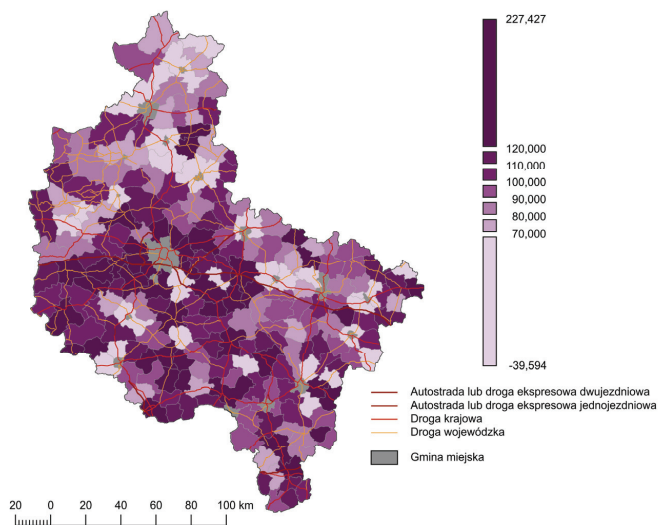 227,427
120,000
110,000
100,000
90,000
80,000
70,000
-39,594
Autostrada lub droga ekspresowa dwujezdniowa
Autostrada lub droga ekspresowa jednojezdniowa
Droga krajowa
Droga wojewódzka
Gmina miejska
20 0 20 40 60 80 100 km